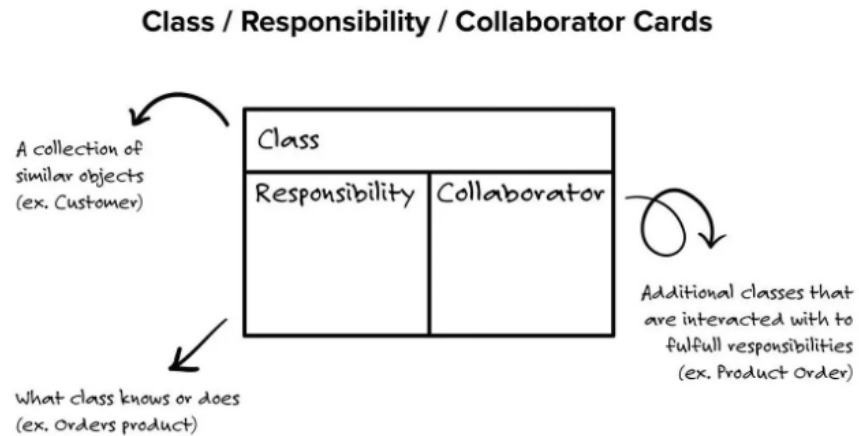 Class / Responsibility / Collaborator Cards
A collection of
similar objects
(ex. Customer)
Class
Responsibility
Collaborator
Additional classes that
are interacted with to
fulfull responsibilities
(ex. Product Order)
What class knows or does
(ex. Orders product)